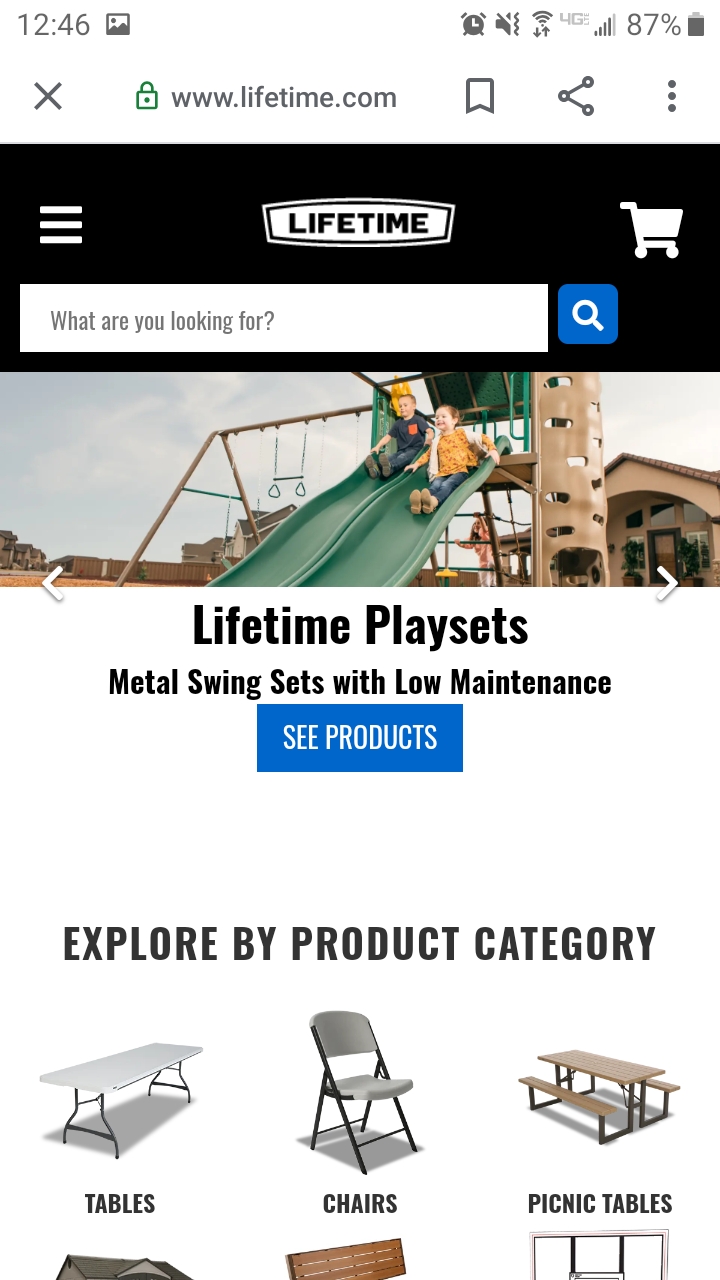 12:46
4G
87%
www.lifetime.com
LIFETIME
What are you looking for?
Lifetime Playsets
Metal Swing Sets with Low Maintenance
SEE PRODUCTS
EXPLORE BY PRODUCT CATEGORY
TABLES
CHAIRS
PICNIC TABLES